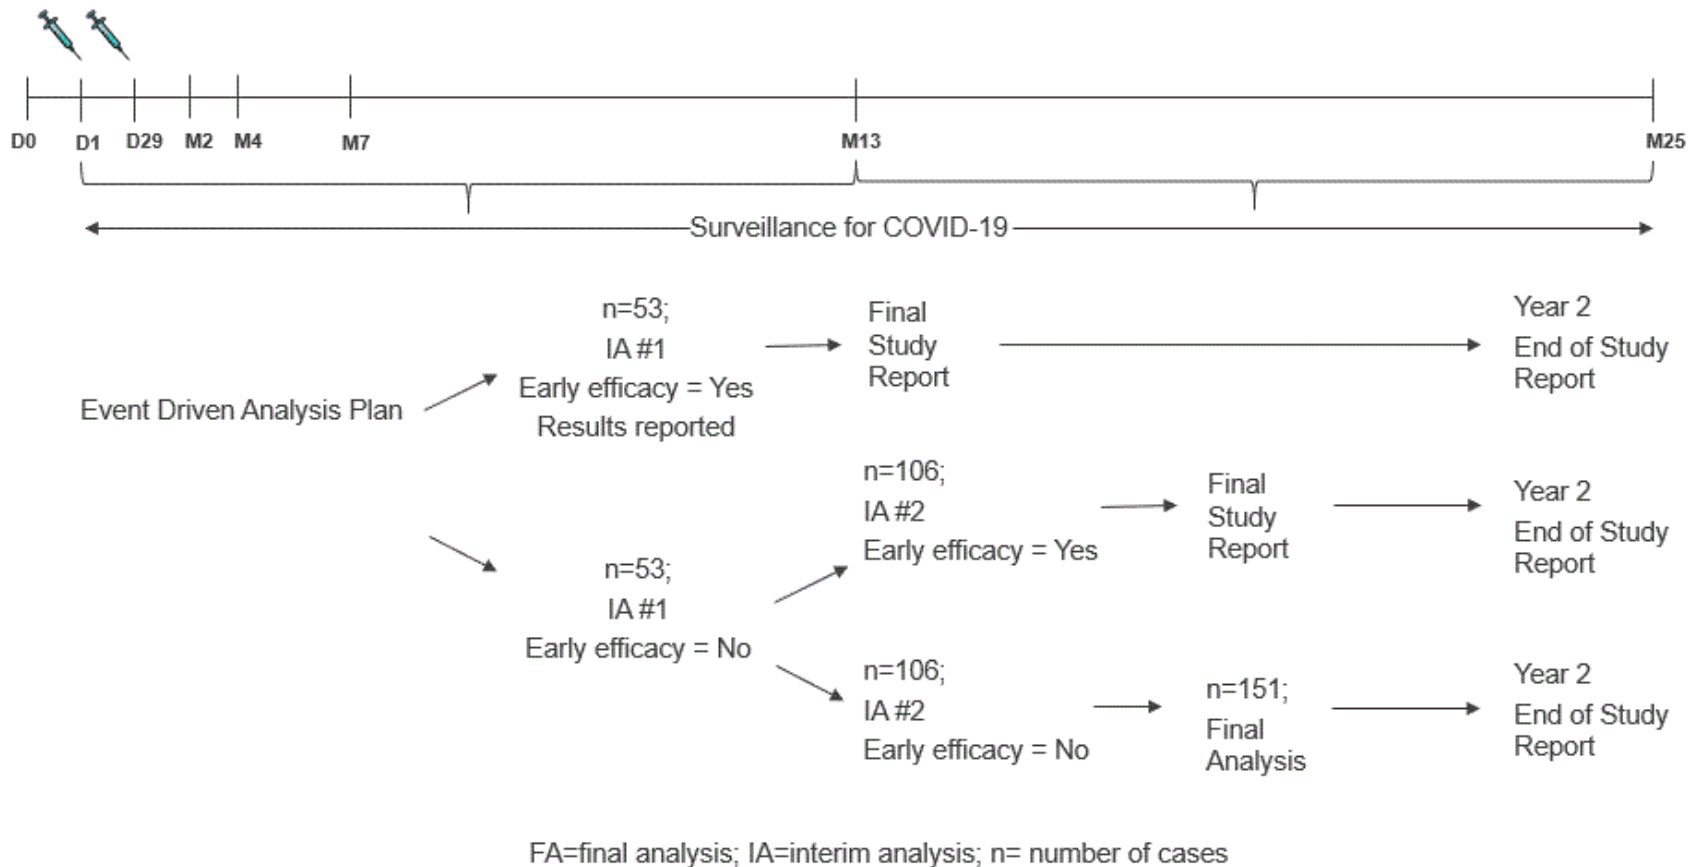 D0 D1 D29 M2 M4 M7 M13 M25
Surveillance for COVID-19
Event Driven Analysis Plan
n=53;
IA #1
Early efficacy = Yes
Results reported
Final
Study
Report
Year 2
End of Study
Report
n=53;
IA #1
Early efficacy = No
n=106;
IA #2
Early efficacy = Yes
Final
Study
Report
Year 2
End of Study
Report
n=106;
IA #2
Early efficacy = No
n=151;
Final
Analysis
Year 2
End of Study
Report
FA=final analysis; IA=interim analysis; n= number of cases